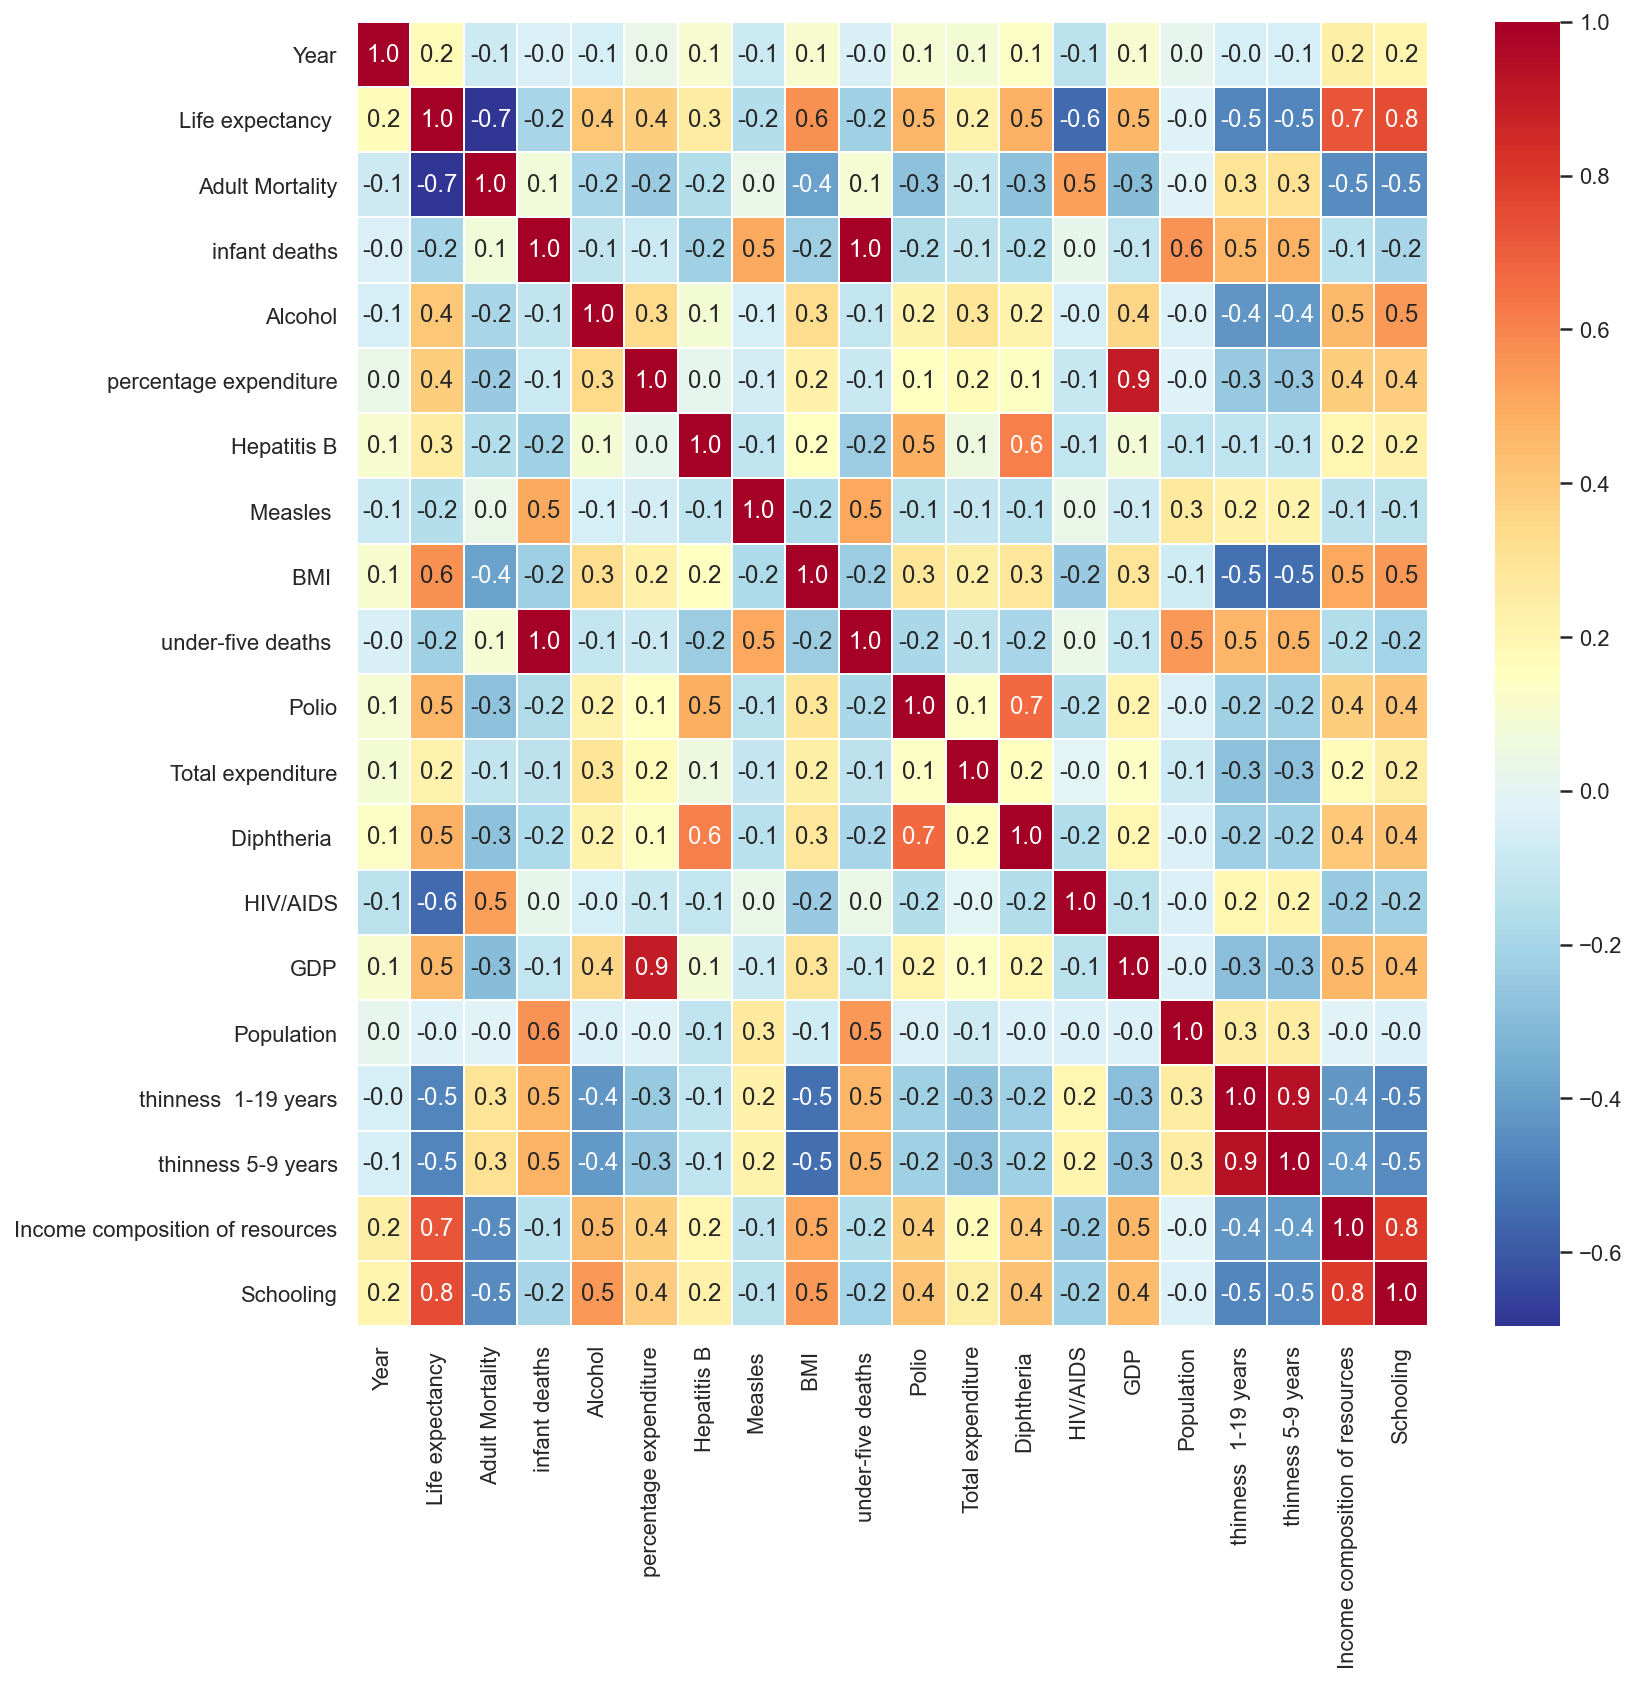 Year 1.0 0.2 -0.1 -0.0 -0.1 0.0 0.1 -0.1 0.1 -0.0 0.1 0.1 0.1 -0.1 0.1 0.0 -0.0 -0.1 0.2 0.2
Life expectancy 0.2 1.0 -0.7 -0.2 0.4 0.4 0.3 -0.2 0.6 -0.2 0.5 0.2 0.5 -0.6 0.5 -0.0 -0.5 -0.5 0.7 0.8
Adult Mortality -0.1 -0.7 1.0 0.1 -0.2 -0.2 -0.2 0.0 -0.4 0.1 -0.3 -0.1 -0.3 0.5 -0.3 -0.0 0.3 0.3 -0.5 -0.5
infant deaths -0.0 -0.2 0.1 1.0 -0.1 -0.1 -0.2 0.5 -0.2 1.0 -0.2 -0.1 -0.2 0.0 -0.1 0.6 0.5 0.5 -0.1 -0.2
Alcohol -0.1 0.4 -0.2 -0.1 1.0 0.3 0.1 -0.1 0.3 -0.1 0.2 0.3 0.2 -0.0 0.4 -0.0 -0.4 -0.4 0.5 0.5
percentage expenditure 0.0 0.4 -0.2 -0.1 0.3 1.0 0.0 -0.1 0.2 -0.1 0.1 0.2 0.1 -0.1 0.9 -0.0 -0.3 -0.3 0.4 0.4
Hepatitis B 0.1 0.3 -0.2 -0.2 0.1 0.0 1.0 -0.1 0.2 -0.2 0.5 0.1 0.6 -0.1 0.1 -0.1 -0.1 -0.1 0.2 0.2
Measles -0.1 -0.2 0.0 0.5 -0.1 -0.1 -0.1 1.0 -0.2 0.5 -0.1 -0.1 -0.1 0.0 -0.1 0.3 0.2 0.2 -0.1 -0.1
BMI 0.1 0.6 -0.4 -0.2 0.3 0.2 0.2 -0.2 1.0 -0.2 0.3 0.2 0.3 -0.2 0.3 -0.1 -0.5 -0.5 0.5 0.5
under-five deaths -0.0 -0.2 0.1 1.0 -0.1 -0.1 -0.2 0.5 -0.2 1.0 -0.2 -0.1 -0.2 0.0 -0.1 0.5 0.5 0.5 -0.2 -0.2
Polio 0.1 0.5 -0.3 -0.2 0.2 0.1 0.5 -0.1 0.3 -0.2 1.0 0.1 0.7 -0.2 0.2 -0.0 -0.2 -0.2 0.4 0.4
Total expenditure 0.1 0.2 -0.1 -0.1 0.3 0.2 0.1 -0.1 0.2 -0.1 0.1 1.0 0.2 -0.0 0.1 -0.1 -0.3 -0.3 0.2 0.2
Diphtheria 0.1 0.5 -0.3 -0.2 0.2 0.1 0.6 -0.1 0.3 -0.2 0.7 0.2 1.0 -0.2 0.2 -0.0 -0.2 -0.2 0.4 0.4
HIV/AIDS -0.1 -0.6 0.5 0.0 -0.0 -0.1 -0.1 0.0 -0.2 0.0 -0.2 -0.0 -0.2 1.0 -0.1 -0.0 0.2 0.2 -0.2 -0.2
GDP 0.1 0.5 -0.3 -0.1 0.4 0.9 0.1 -0.1 0.3 -0.1 0.2 0.1 0.2 -0.1 1.0 -0.0 -0.3 -0.3 0.5 0.4
Population 0.0 -0.0 -0.0 0.6 -0.0 -0.0 -0.1 0.3 -0.1 0.5 -0.0 -0.1 -0.0 -0.0 -0.0 1.0 0.3 0.3 -0.0 -0.0
thinness  1-19 years -0.0 -0.5 0.3 0.5 -0.4 -0.3 -0.1 0.2 -0.5 0.5 -0.2 -0.3 -0.2 0.2 -0.3 0.3 1.0 0.9 -0.4 -0.5
thinness 5-9 years -0.1 -0.5 0.3 0.5 -0.4 -0.3 -0.1 0.2 -0.5 0.5 -0.2 -0.3 -0.2 0.2 -0.3 0.3 0.9 1.0 -0.4 -0.5
Income composition of resources 0.2 0.7 -0.5 -0.1 0.5 0.4 0.2 -0.1 0.5 -0.2 0.4 0.2 0.4 -0.2 0.5 -0.0 -0.4 -0.4 1.0 0.8
Schooling 0.2 0.8 -0.5 -0.2 0.5 0.4 0.2 -0.1 0.5 -0.2 0.4 0.2 0.4 -0.2 0.4 -0.0 -0.5 -0.5 0.8 1.0
Year
Life expectancy
Adult Mortality
infant deaths
Alcohol
percentage expenditure
Hepatitis B
Measles
BMI
under-five deaths
Polio
Total expenditure
Diphtheria
HIV/AIDS
GDP
Population
thinness  1-19 years
thinness 5-9 years
Income composition of resources
Schooling
1.0
0.8
0.6
0.4
0.2
0.0
−0.2
−0.4
−0.6